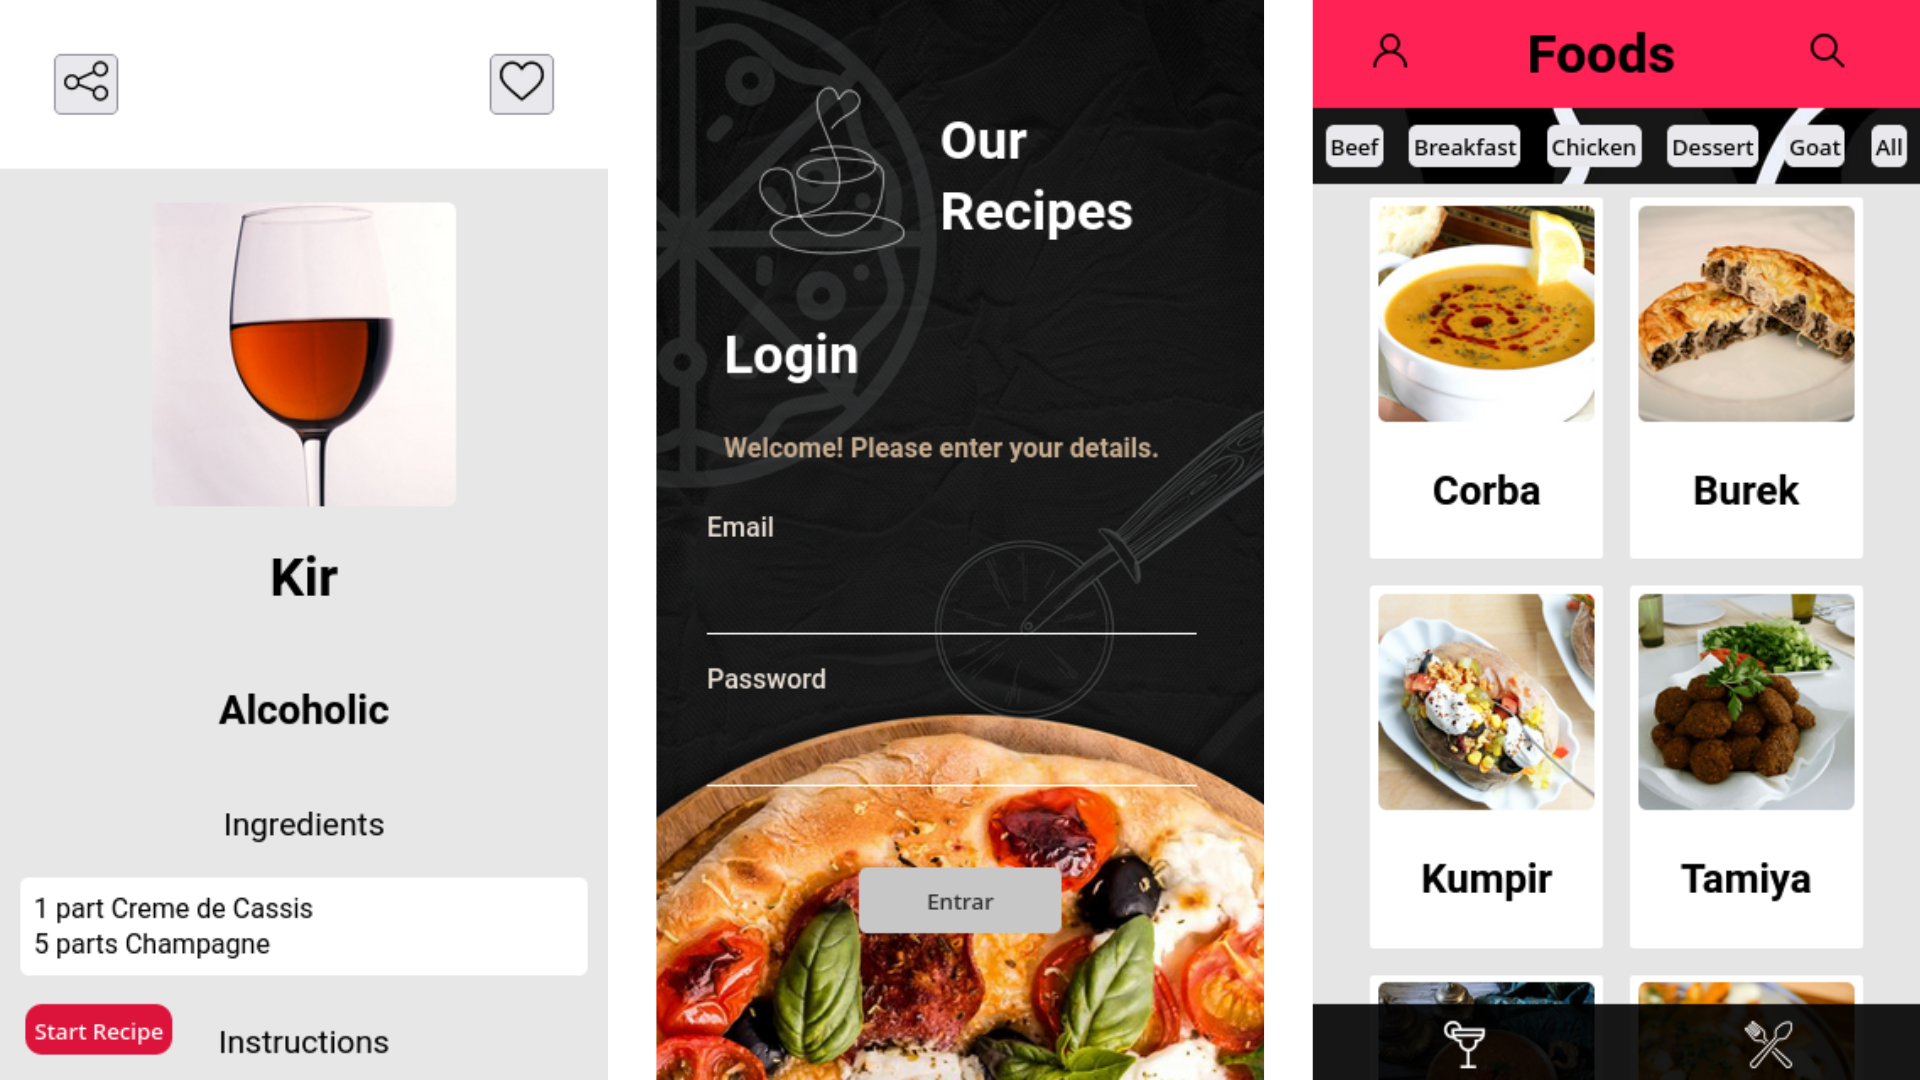 Kir
Alcoholic
Ingredients
1 part Creme de Cassis
5 parts Champagne
Start Recipe
Instructions
Our
Recipes
Login
Welcome! Please enter your details.
Email
Password
Entrar
Foods
Beef
Breakfast
Chicken
Dessert
Goat
All
Corba
Burek
Kumpir
Tamiya